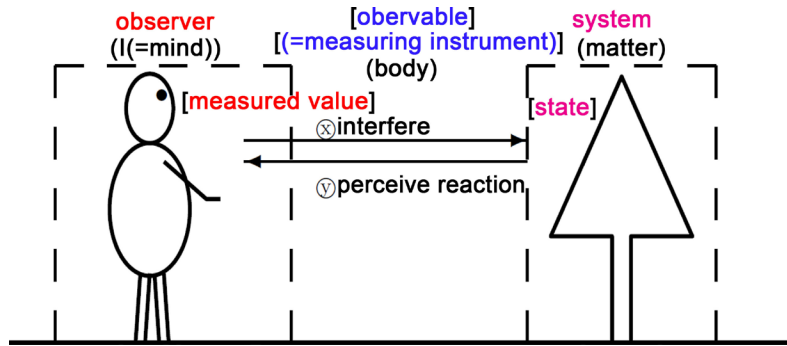 observer
(I(=mind))
[obervable]
[(=measuring instrument)]
(body)
system
(matter)
[measured value]
[state]
ⓧinterfere
ⓨperceive reaction